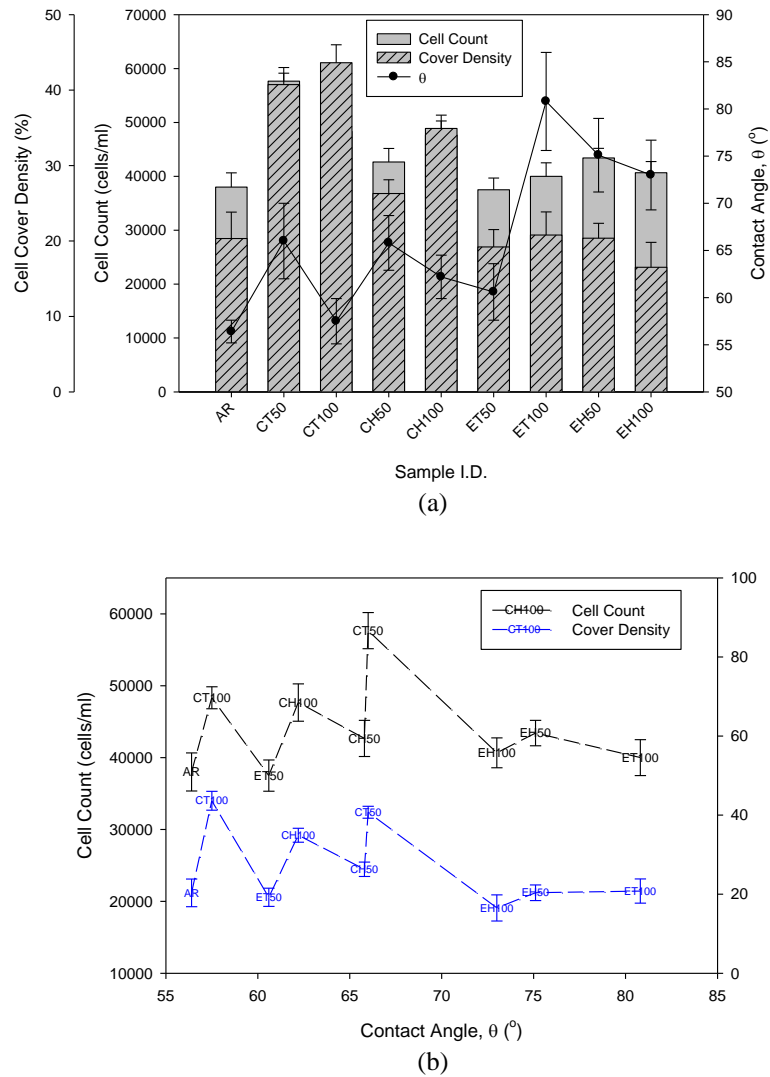 50
40
30
20
10
0
Cell Cover Density (%)
70000
60000
50000
40000
30000
20000
10000
0
Cell Count (cells/ml)
Cell Count
Cover Density
θ
90
85
80
75
70
65
60
55
50
Contact Angle, θ (o)
AR
CT50
CT100
CH50
CH100
ET50
ET100
EH50
EH100
Sample I.D.
(a)
60000
50000
40000
30000
20000
10000
Cell Count (cells/ml)
CH100 Cell Count
CT100 Cover Density
AR
CT100
ET50
CH100
CH50
CT50
EH100
EH50
ET100
AR
CT100
ET50
CH100
CH50
CT50
EH100
EH50
ET100
100
80
60
40
20
0
55 60 65 70 75 80 85
Contact Angle, θ (o)
(b)